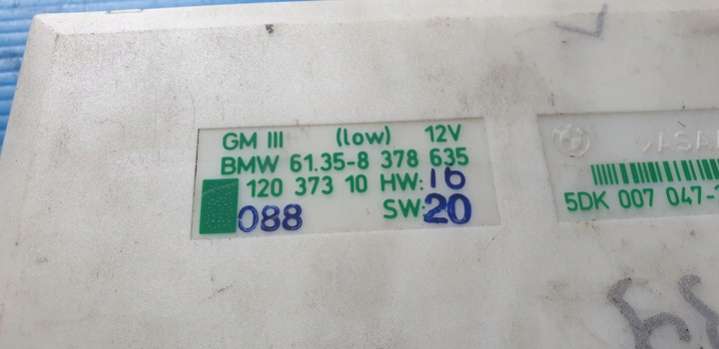 GM III (low) 12V
BMW 61.35-8 378 635
120 373 10 HW: 16
088 SW: 20
5DK 007 047-